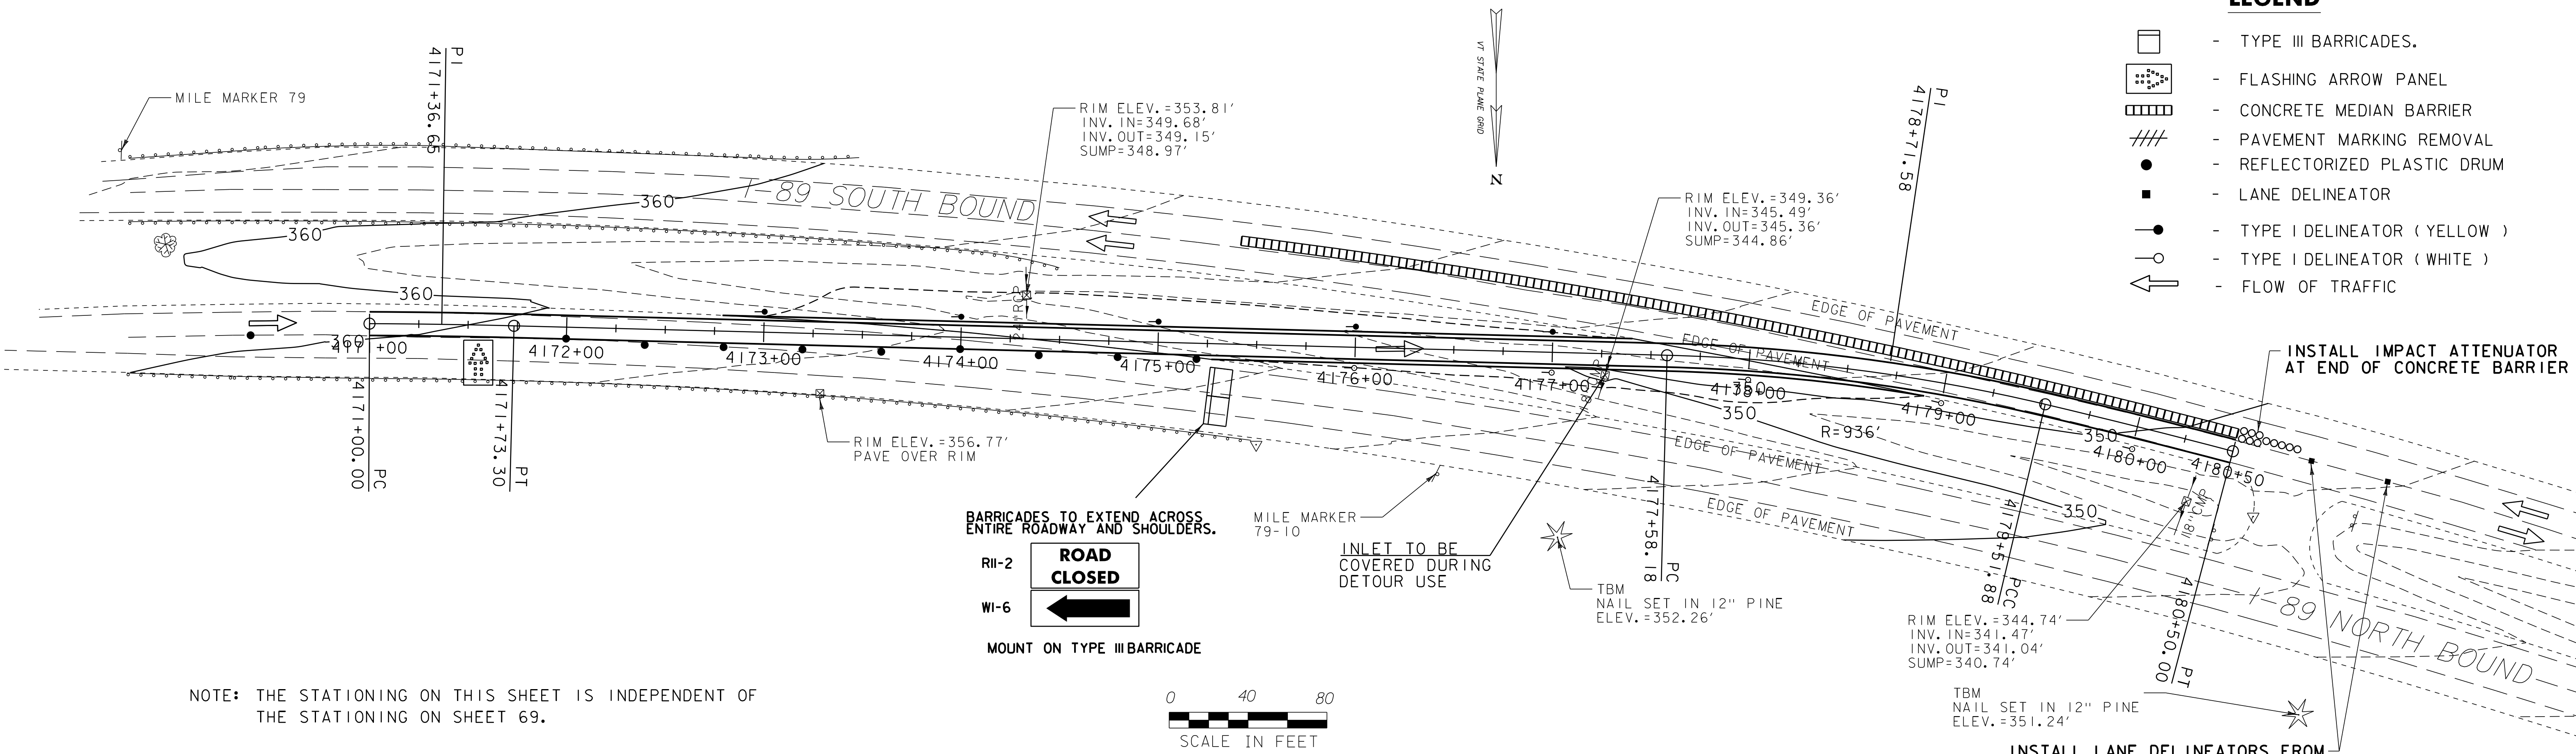 LEGEND
- TYPE III BARRICADES.
- FLASHING ARROW PANEL
- CONCRETE MEDIAN BARRIER
- PAVEMENT MARKING REMOVAL
- REFLECTORIZED PLASTIC DRUM
- LANE DELINEATOR
- TYPE I DELINEATOR ( YELLOW )
- TYPE I DELINEATOR ( WHITE )
- FLOW OF TRAFFIC
MILE MARKER 79
PI
4171+36.65
RIM ELEV.=353.81'
INV. IN=349.68'
INV. OUT=349.15'
SUMP=348.97'
VT STATE PLANE GRID
N
PI
4178+71.58
RIM ELEV.=349.36'
INV. IN=345.49'
INV. OUT=345.36'
SUMP=344.86'
I-89 SOUTH BOUND
360
360
360
360
24" RCP
EDGE OF PAVEMENT
EDGE OF PAVEMENT
EDGE OF PAVEMENT
EDGE OF PAVEMENT
INSTALL IMPACT ATTENUATOR
AT END OF CONCRETE BARRIER
4171+00
4172+00
4173+00
4174+00
4175+00
4176+00
4177+00
4178+00
4179+00
4180+00
4180+50
350
350
350
350
R=936'
18" CMP
4171+00.00
PC
4171+73.30
PT
RIM ELEV.=356.77'
PAVE OVER RIM
BARRICADES TO EXTEND ACROSS
ENTIRE ROADWAY AND SHOULDERS.
R11-2
ROAD
CLOSED
W1-6
MOUNT ON TYPE III BARRICADE
MILE MARKER
79-10
INLET TO BE
COVERED DURING
DETOUR USE
4177+58.18
PC
TBM
NAIL SET IN 12" PINE
ELEV.=352.26'
4179+51.88
PCC
RIM ELEV.=344.74'
INV. IN=341.47'
INV. OUT=341.04'
SUMP=340.74'
4180+50.00
PT
I-89 NORTH BOUND
TBM
NAIL SET IN 12" PINE
ELEV.=351.24'
INSTALL LANE DELINEATORS FROM
NOTE: THE STATIONING ON THIS SHEET IS INDEPENDENT OF
THE STATIONING ON SHEET 69.
0 40 80
SCALE IN FEET